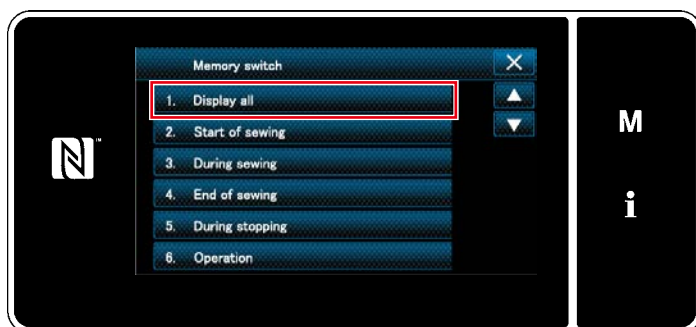 Memory switch
1. Display all
2. Start of sewing
3. During sewing
4. End of sewing
5. During stopping
6. Operation
N™
M
i